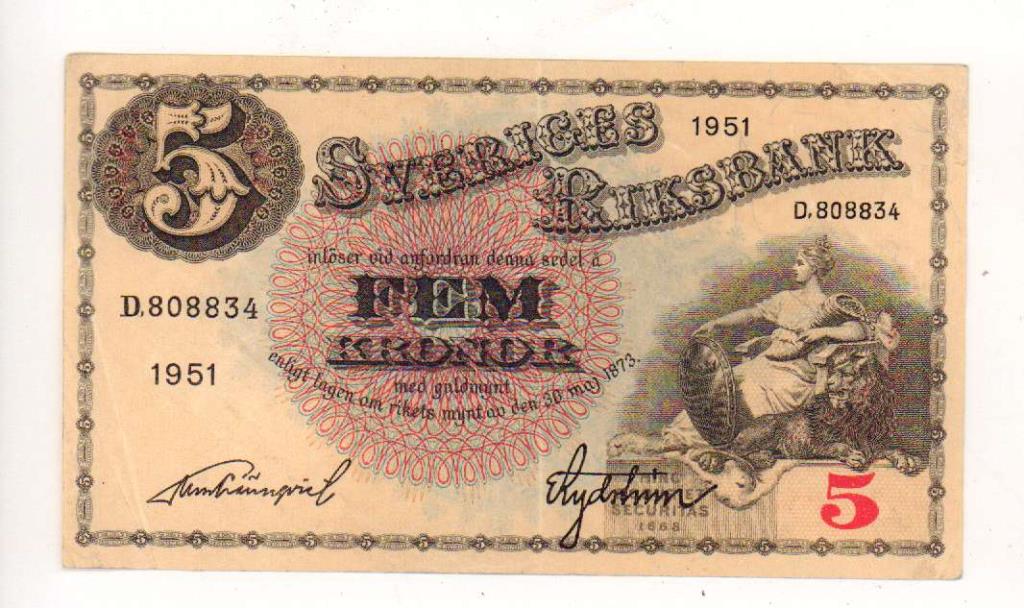 5
SVERIGES
1951
RIKSBANK
D.808834
inlöser vid anfordran denna sedel à
FEM
D.808834
KRONOR
1951
med guldmynt
enligt lagen om rikets mynt av den 30 maj 1873.
SECURITAS
1668
5